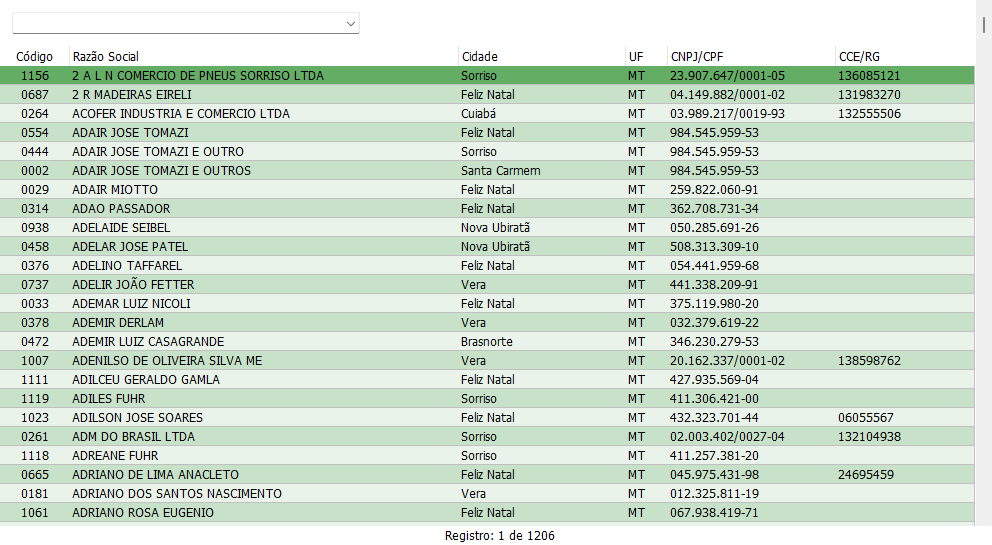 Código Razão Social Cidade UF CNPJ/CPF CCE/RG
1156 2 A L N COMERCIO DE PNEUS SORRISO LTDA Sorriso MT 23.907.647/0001-05 136085121
0687 2 R MADEIRAS EIRELI Feliz Natal MT 04.149.882/0001-02 131983270
0264 ACOFER INDUSTRIA E COMERCIO LTDA Cuiabá MT 03.989.217/0019-93 132555506
0554 ADAIR JOSE TOMAZI Feliz Natal MT 984.545.959-53
0444 ADAIR JOSE TOMAZI E OUTRO Sorriso MT 984.545.959-53
0002 ADAIR JOSE TOMAZI E OUTROS Santa Carmem MT 984.545.959-53
0029 ADAIR MIOTTO Feliz Natal MT 259.822.060-91
0314 ADAO PASSADOR Feliz Natal MT 362.708.731-34
0938 ADELAIDE SEIBEL Nova Ubiratã MT 050.285.691-26
0458 ADELAR JOSE PATEL Nova Ubiratã MT 508.313.309-10
0376 ADELINO TAFFAREL Feliz Natal MT 054.441.959-68
0737 ADELIR JOÃO FETTER Vera MT 441.338.209-91
0033 ADEMAR LUIZ NICOLI Feliz Natal MT 375.119.980-20
0378 ADEMIR DERLAM Vera MT 032.379.619-22
0472 ADEMIR LUIZ CASAGRANDE Brasnorte MT 346.230.279-53
1007 ADENILSO DE OLIVEIRA SILVA ME Vera MT 20.162.337/0001-02 138598762
1111 ADILCEU GERALDO GAMLA Feliz Natal MT 427.935.569-04
1119 ADILES FUHR Sorriso MT 411.306.421-00
1023 ADILSON JOSE SOARES Feliz Natal MT 432.323.701-44 06055567
0261 ADM DO BRASIL LTDA Sorriso MT 02.003.402/0027-04 132104938
1118 ADREANE FUHR Sorriso MT 411.257.381-20
0665 ADRIANO DE LIMA ANACLETO Feliz Natal MT 045.975.431-98 24695459
0181 ADRIANO DOS SANTOS NASCIMENTO Vera MT 012.325.811-19
1061 ADRIANO ROSA EUGENIO Feliz Natal MT 067.938.419-71
Registro: 1 de 1206